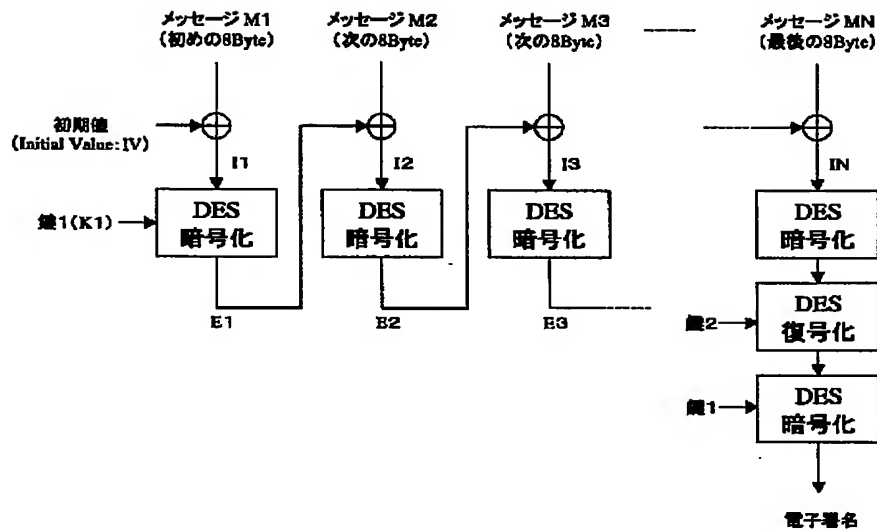 メッセージ M1
(初めの8Byte)
メッセージ M2
(次の8Byte)
メッセージ M3
(次の8Byte)
メッセージ MN
(最後の8Byte)
初期値
(Initial Value: IV)
I1
I2
I3
IN
鍵1(K1)
DES
暗号化
DES
暗号化
DES
暗号化
DES
暗号化
E1
E2
E3
鍵2
DES
復号化
鍵1
DES
暗号化
電子署名